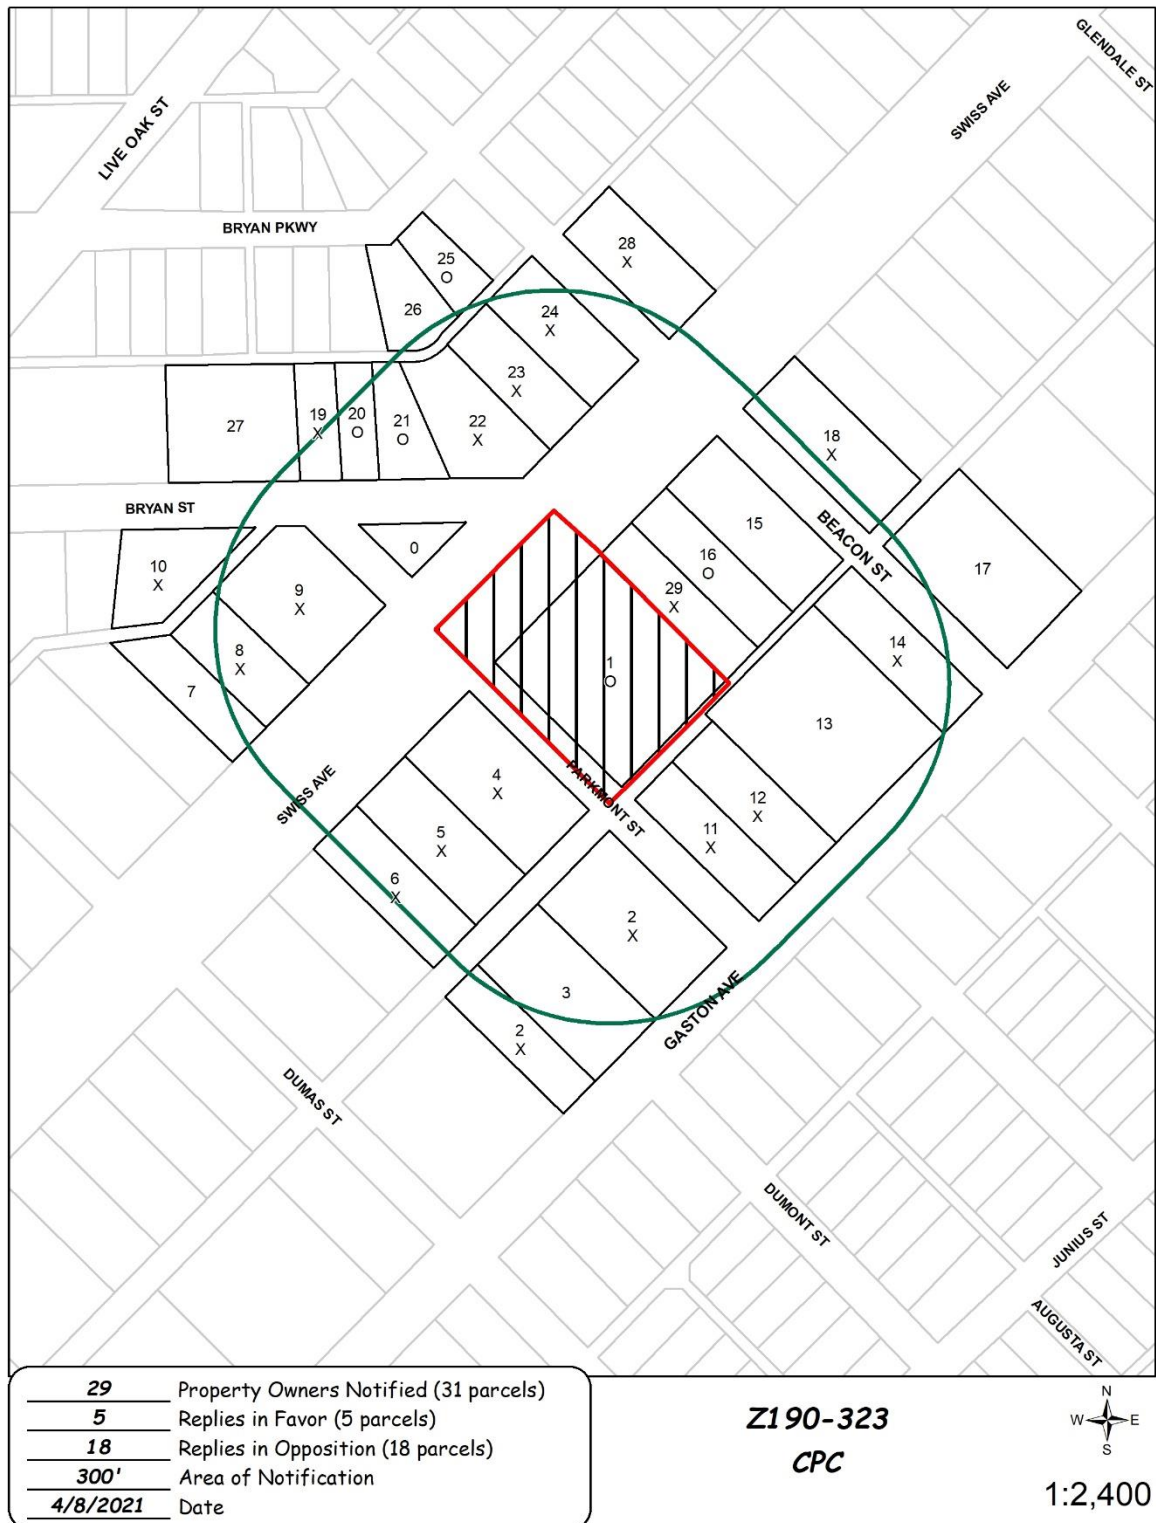 GLENDALE ST
SWISS AVE
LIVE OAK ST
BRYAN PKWY
28
X
25
O
26
24
X
23
X
22
X
21
O
20
O
19
X
27
18
X
BRYAN ST
BEACON ST
15
16
O
29
X
17
0
10
X
9
X
8
X
7
1
O
14
X
13
SWISS AVE
PARKMONT ST
4
X
5
X
6
X
12
X
11
X
2
X
3
2
X
GASTON AVE
DUMAS ST
DUMONT ST
JUNIUS ST
AUGUSTA ST
29 Property Owners Notified (31 parcels)
5 Replies in Favor (5 parcels)
18 Replies in Opposition (18 parcels)
300' Area of Notification
4/8/2021 Date
Z190-323
CPC
N
W E
S
1:2,400